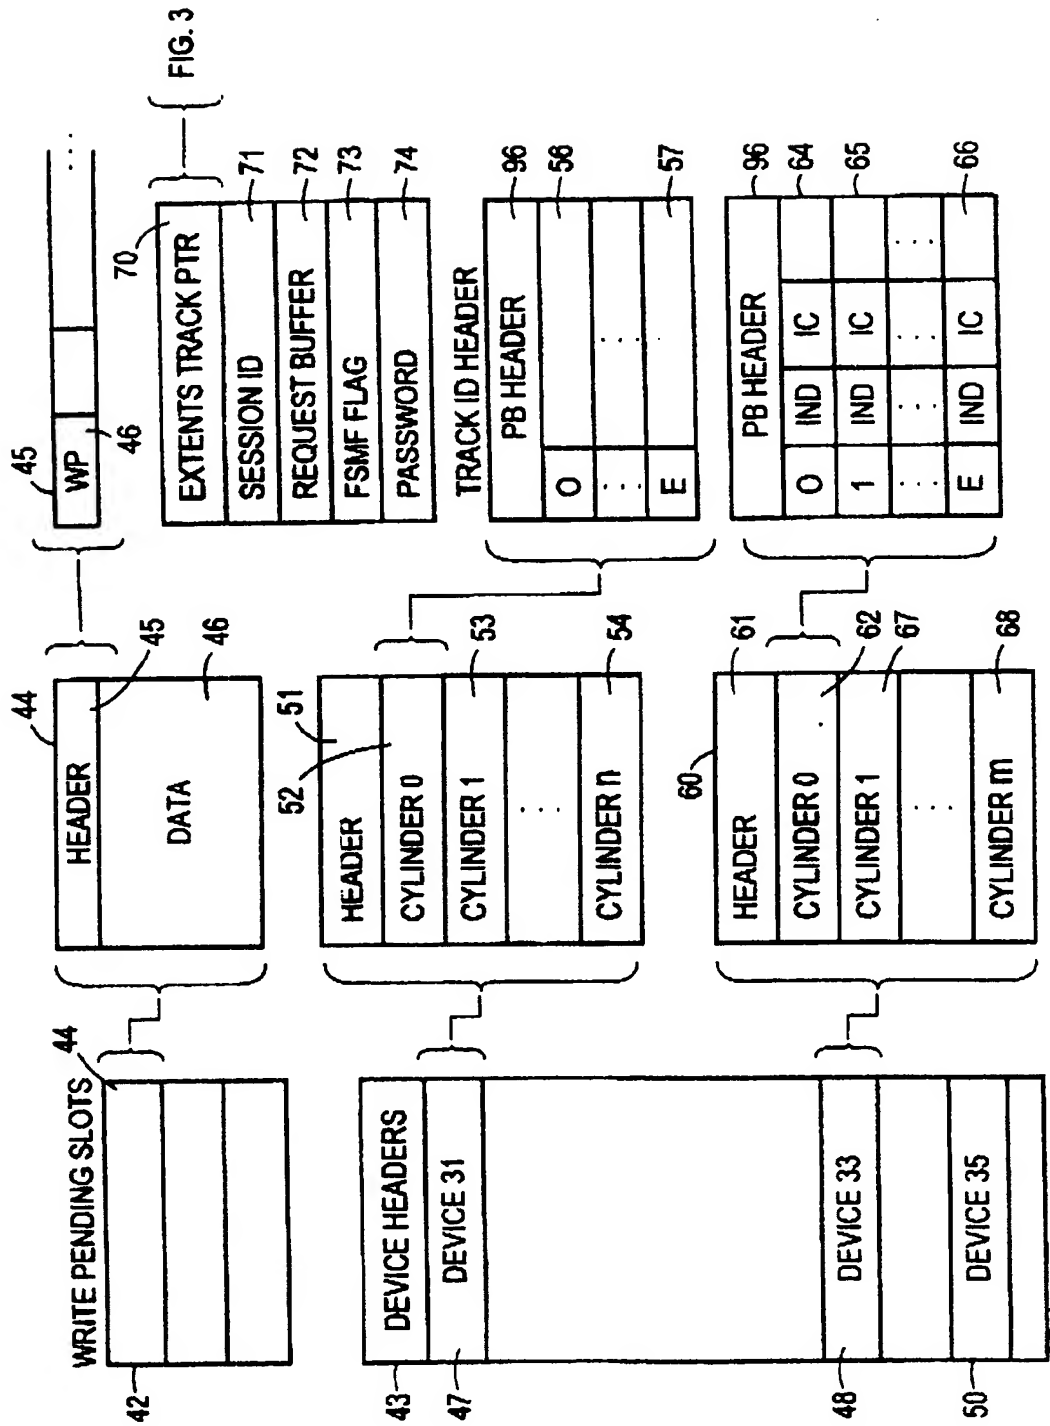 FIG. 3
WRITE PENDING SLOTS
42
44
44
HEADER
45
DATA
46
45
WP
46
...
70
EXTENTS TRACK PTR
SESSION ID
71
REQUEST BUFFER
72
FSMF FLAG
73
PASSWORD
74
43
DEVICE HEADERS
47
DEVICE 31
48
DEVICE 33
50
DEVICE 35
51
52
HEADER
CYLINDER 0
CYLINDER 1
53
...
CYLINDER n
54
TRACK ID HEADER
PB HEADER
96
0
56
... ...
E
57
60
HEADER
61
CYLINDER 0
62
CYLINDER 1
67
...
CYLINDER m
68
PB HEADER
96
0 IND IC
64
1 IND IC
65
... ... ... ...
E IND IC
66